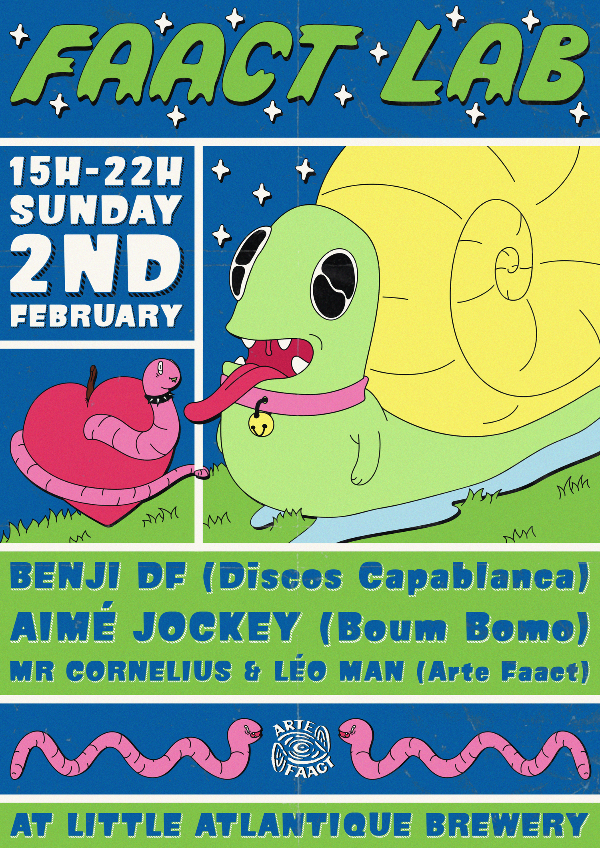 FAACT LAB
15H-22H
SUNDAY
2ND
FEBRUARY
BENJI DF (Discos Capablanca)
AIMÉ JOCKEY (Boum Bomo)
MR CORNELIUS & LÉO MAN (Arte Faact)
ARTE
FAACT
AT LITTLE ATLANTIQUE BREWERY